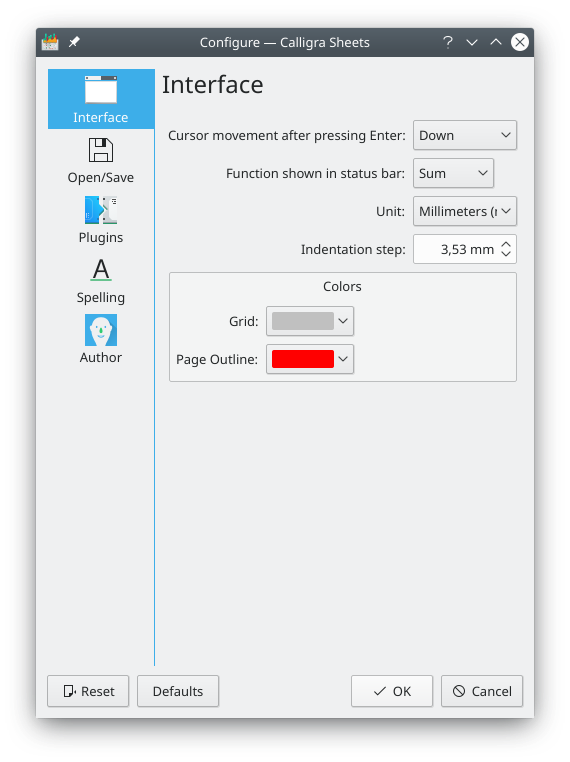 Configure — Calligra Sheets
Interface
Open/Save
Plugins
Spelling
Author
Interface
Cursor movement after pressing Enter: Down
Function shown in status bar: Sum
Unit: Millimeters (
Indentation step: 3,53 mm
Colors
Grid:
Page Outline:
Reset Defaults OK Cancel